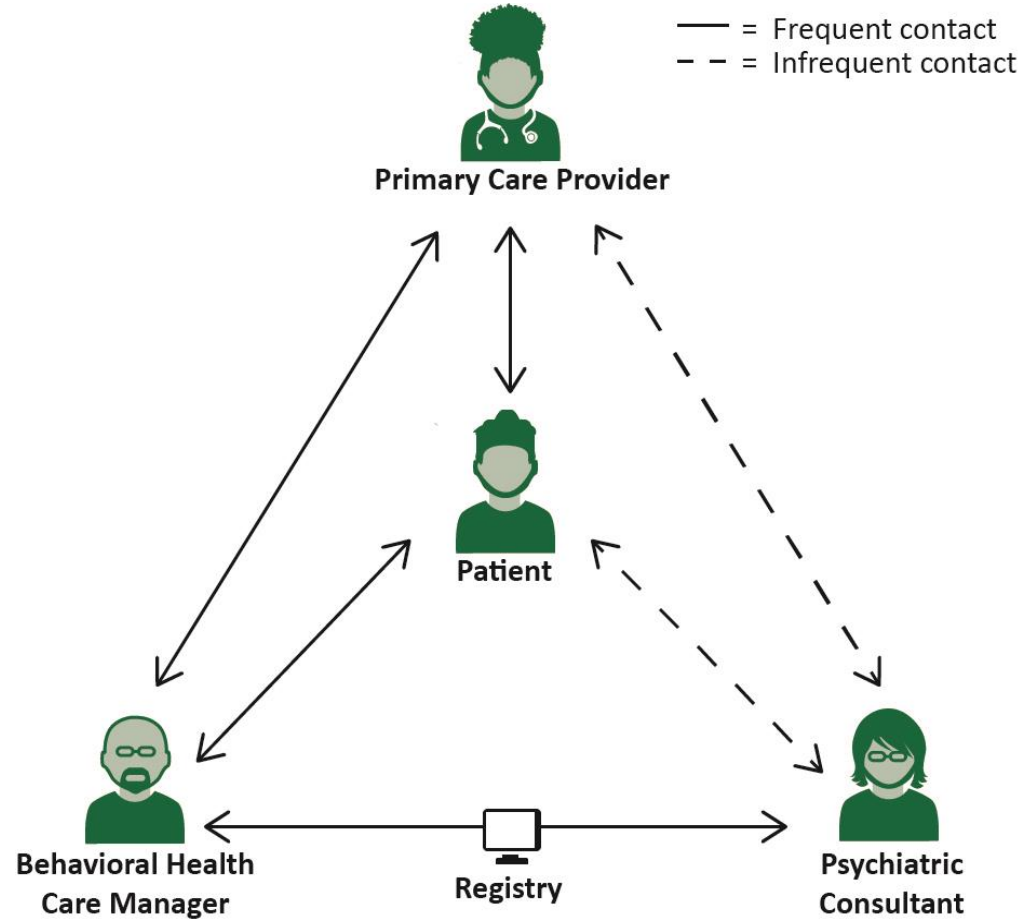 = Frequent contact
= Infrequent contact
Primary Care Provider
Patient
Behavioral Health
Care Manager
Registry
Psychiatric
Consultant